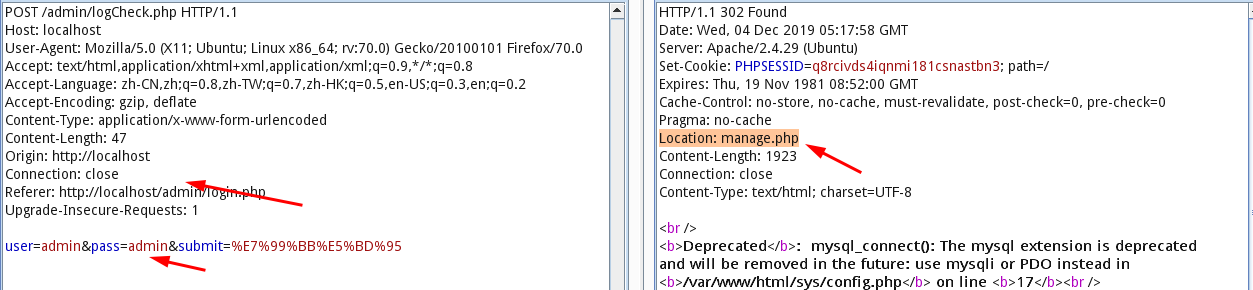 POST /admin/logCheck.php HTTP/1.1
Host: localhost
User-Agent: Mozilla/5.0 (X11; Ubuntu; Linux x86_64; rv:70.0) Gecko/20100101 Firefox/70.0
Accept: text/html,application/xhtml+xml,application/xml;q=0.9,*/*;q=0.8
Accept-Language: zh-CN,zh;q=0.8,zh-TW;q=0.7,zh-HK;q=0.5,en-US;q=0.3,en;q=0.2
Accept-Encoding: gzip, deflate
Content-Type: application/x-www-form-urlencoded
Content-Length: 47
Origin: http://localhost
Connection: close
Referer: http://localhost/admin/login.php
Upgrade-Insecure-Requests: 1
user=admin&pass=admin&submit=%E7%99%BB%E5%BD%95
HTTP/1.1 302 Found
Date: Wed, 04 Dec 2019 05:17:58 GMT
Server: Apache/2.4.29 (Ubuntu)
Set-Cookie: PHPSESSID=q8rcivds4iqnmi181csnastbn3; path=/
Expires: Thu, 19 Nov 1981 08:52:00 GMT
Cache-Control: no-store, no-cache, must-revalidate, post-check=0, pre-check=0
Pragma: no-cache
Location: manage.php
Content-Length: 1923
Connection: close
Content-Type: text/html; charset=UTF-8
<br />
<b>Deprecated</b>:  mysql_connect(): The mysql extension is deprecated
and will be removed in the future: use mysqli or PDO instead in
<b>/var/www/html/sys/config.php</b> on line <b>17</b><br />